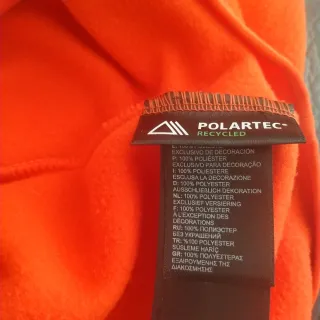 POLARTEC
RECYCLED
EXCLUSIVO DE DECORACIÓN
P: 100% POLIÉSTER
EXCLUSIVO PARA DECORAÇÃO
I: 100% POLIESTERE
ESCLUSA LA DECORAZIONE
D: 100% POLYESTER
AUSSCHLIESSLICH DEKORATION
NL: 100% POLYESTER
EXCLUSIEF VERSIERING
F: 100% POLYESTER
À L'EXCEPTION DES
DÉCORATIONS
RU: 100% ПОЛИЭСТЕР
БЕЗ УКРАШЕНИЙ
TR: %100 POLYESTER
SÜSLEME HARİÇ
GR: 100% ΠΟΛΥΕΣΤΕΡΑΣ
ΕΞΑΙΡΟΥΜΕΝΗΣ ΤΗΣ
ΔΙΑΚΟΣΜΗΣΗΣ